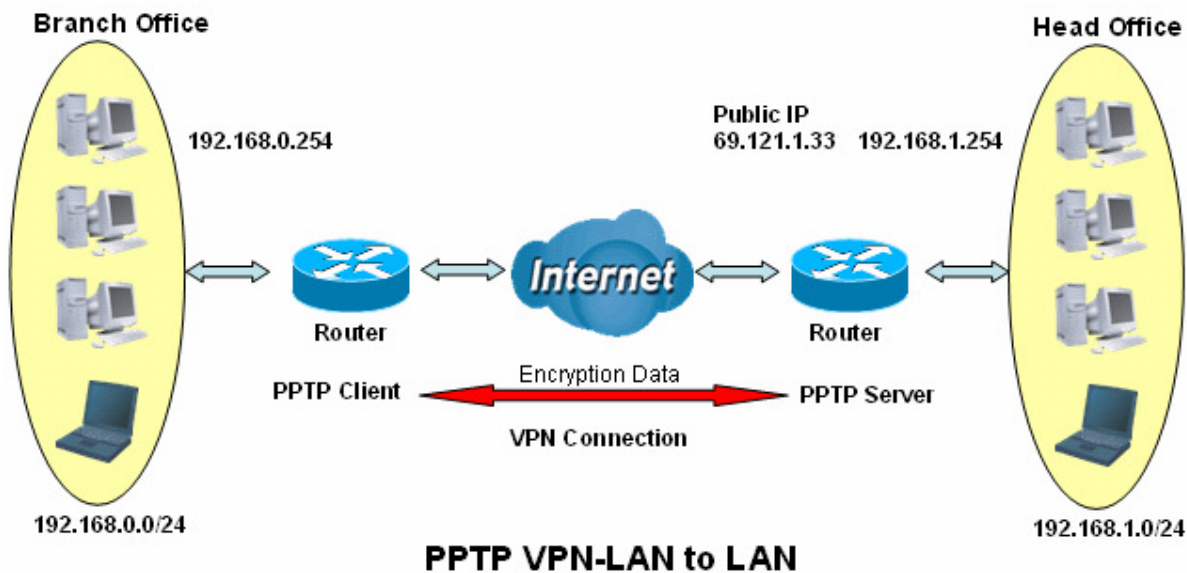 Branch Office
Head Office
192.168.0.254
Public IP
69.121.1.33 192.168.1.254
Internet
Router
Router
PPTP Client
Encryption Data
PPTP Server
VPN Connection
192.168.0.0/24
192.168.1.0/24
PPTP VPN-LAN to LAN